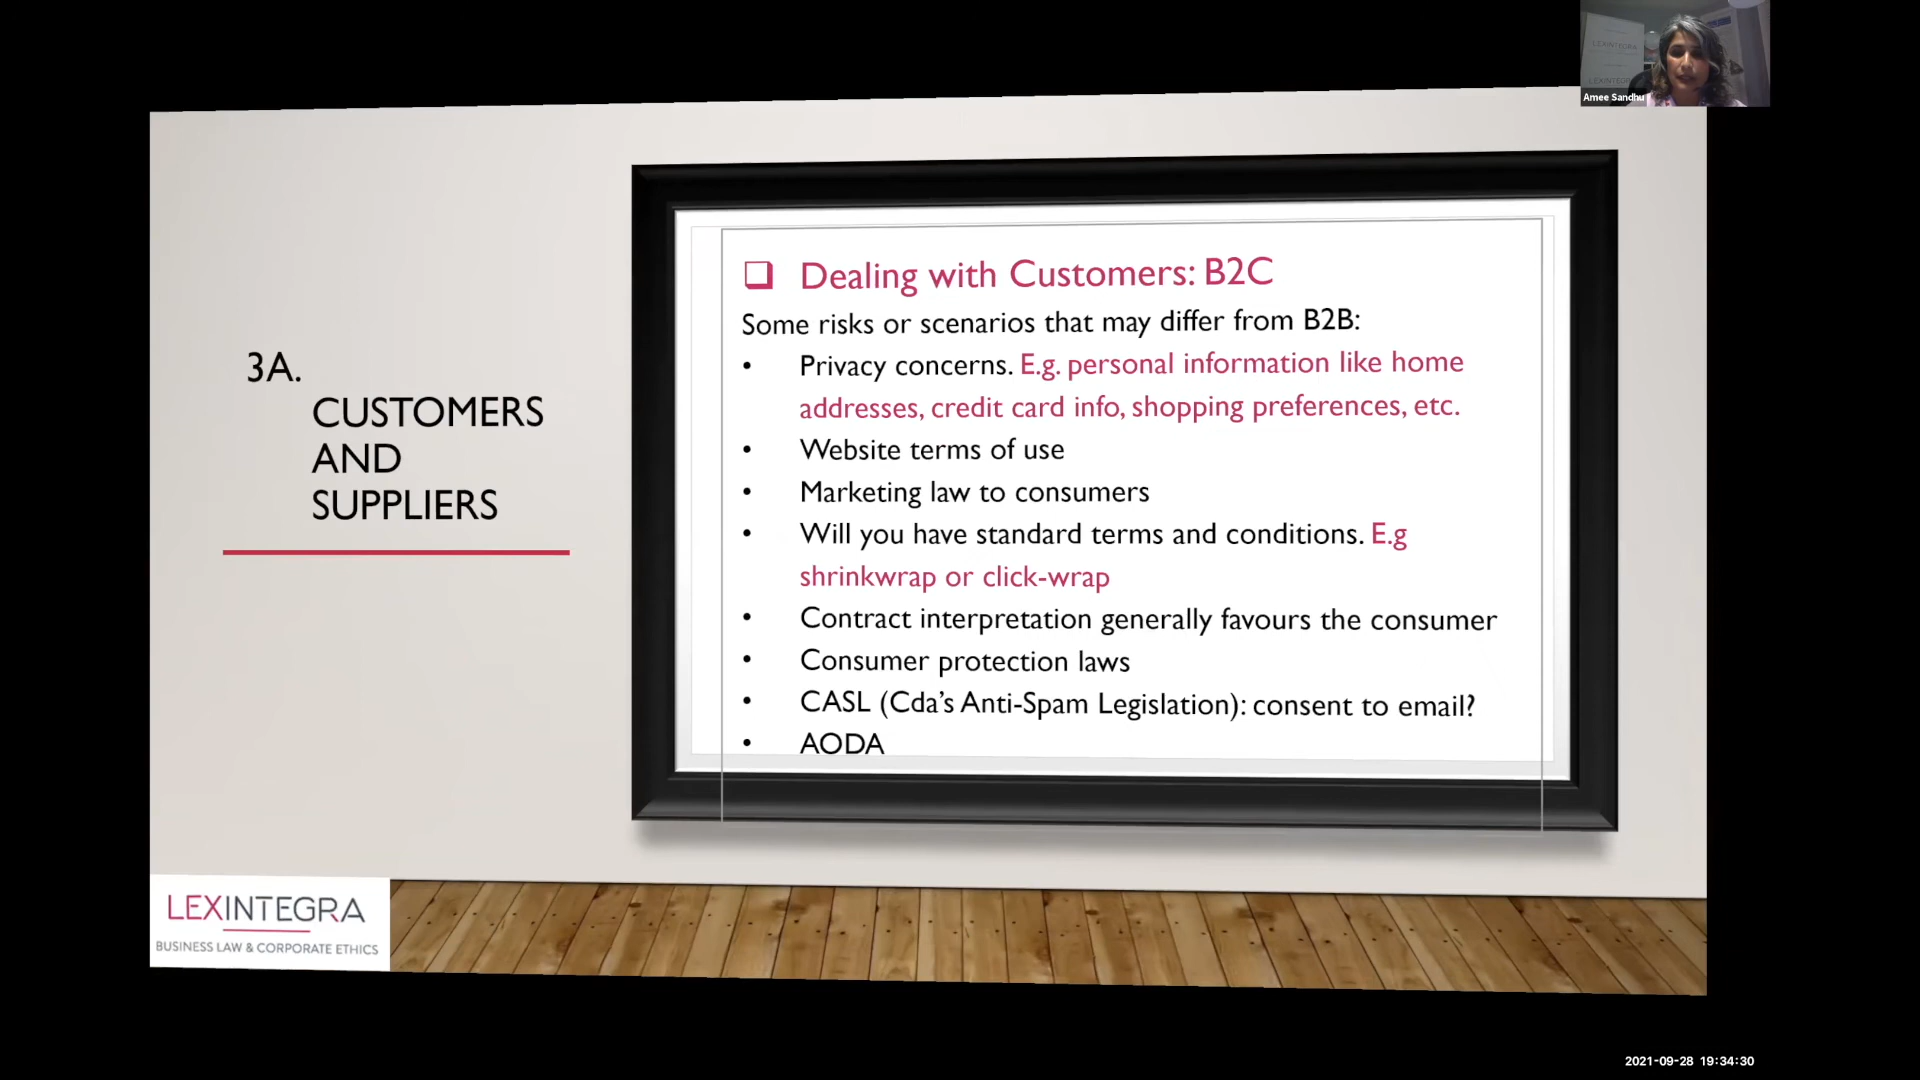 LEXINTEGRA
Amee Sandhu
3A.
CUSTOMERS
AND
SUPPLIERS
❑ Dealing with Customers: B2C
Some risks or scenarios that may differ from B2B:
• Privacy concerns. E.g. personal information like home
addresses, credit card info, shopping preferences, etc.
• Website terms of use
• Marketing law to consumers
• Will you have standard terms and conditions. E.g
shrinkwrap or click-wrap
• Contract interpretation generally favours the consumer
• Consumer protection laws
• CASL (Cda’s Anti-Spam Legislation): consent to email?
• AODA
LEXINTEGRA
BUSINESS LAW & CORPORATE ETHICS
2021-09-28 19:34:30